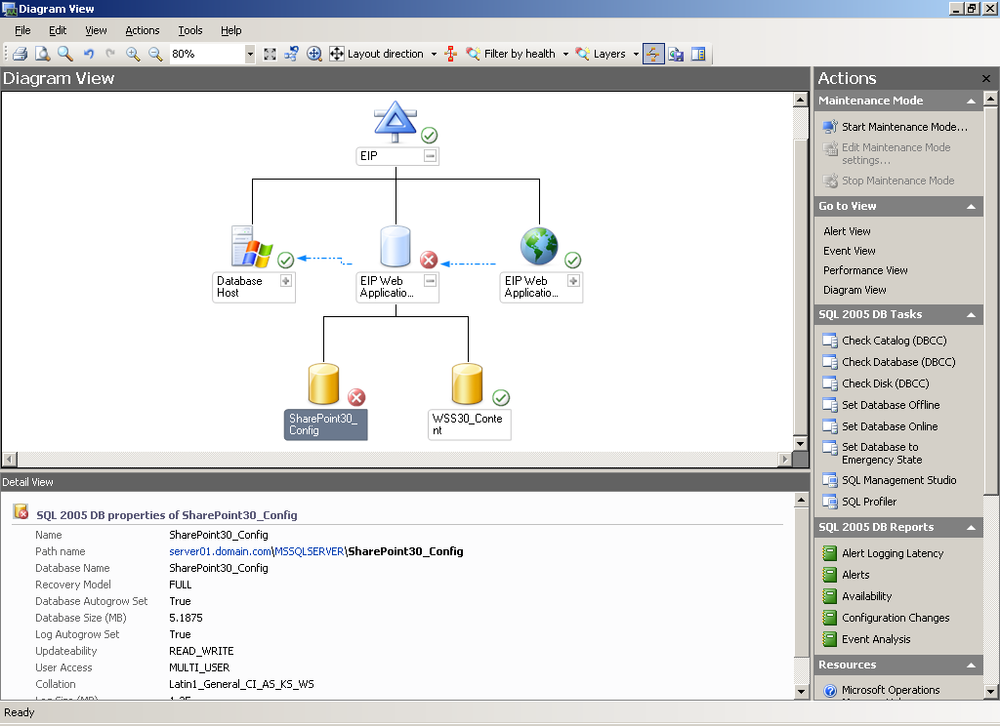 Diagram View
File Edit View Actions Tools Help
80% Layout direction Filter by health Layers
Diagram View
EIP
Database
Host
EIP Web
Applicatio...
EIP Web
Applicatio...
SharePoint30_
Config
WSS30_Conte
nt
Detail View
SQL 2005 DB properties of SharePoint30_Config
Name SharePoint30_Config
Path name server01.domain.com\MSSQLSERVER\SharePoint30_Config
Database Name SharePoint30_Config
Recovery Model FULL
Database Autogrow Set True
Database Size (MB) 5.1875
Log Autogrow Set True
Updateability READ_WRITE
User Access MULTI_USER
Collation Latin1_General_CI_AS_KS_WS
Log Size (MB) 1.25
Actions
Maintenance Mode
Start Maintenance Mode...
Edit Maintenance Mode
settings...
Stop Maintenance Mode
Go to View
Alert View
Event View
Performance View
Diagram View
SQL 2005 DB Tasks
Check Catalog (DBCC)
Check Database (DBCC)
Check Disk (DBCC)
Set Database Offline
Set Database Online
Set Database to
Emergency State
SQL Management Studio
SQL Profiler
SQL 2005 DB Reports
Alert Logging Latency
Alerts
Availability
Configuration Changes
Event Analysis
Resources
Microsoft Operations
Ready